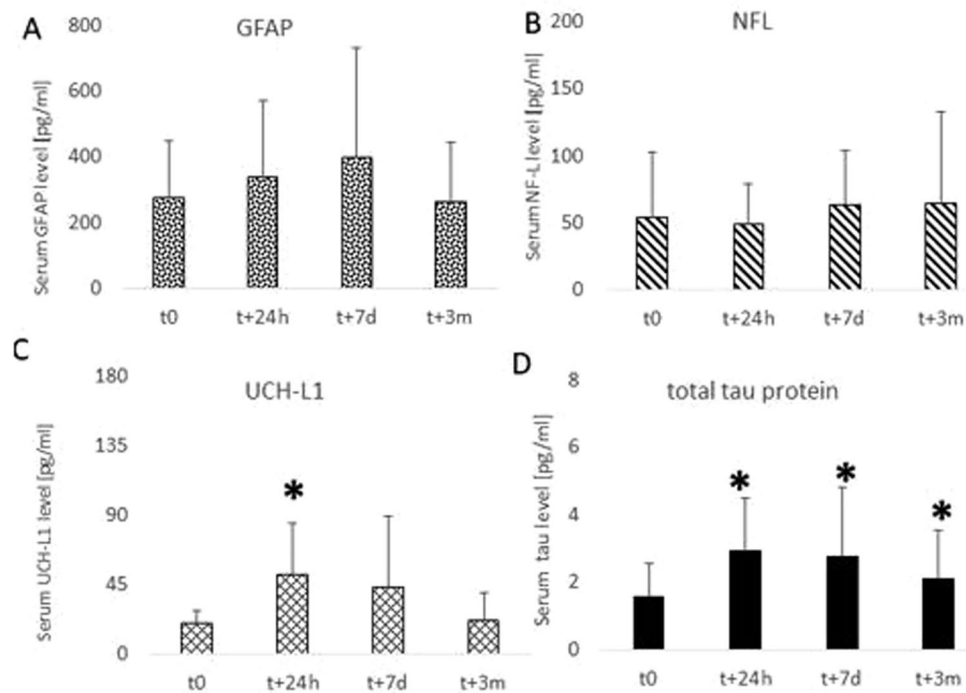 A
GFAP
Serum GFAP level [pg/ml]
800
600
400
200
0
t0 t+24h t+7d t+3m
B
NFL
Serum NF-L level [pg/ml]
200
150
100
50
0
t0 t+24h t+7d t+3m
C
UCH-L1
Serum UCH-L1 level [pg/ml]
180
135
90
45
0
*
t0 t+24h t+7d t+3m
D
total tau protein
Serum tau level [pg/ml]
8
6
4
2
0
* * *
t0 t+24h t+7d t+3m